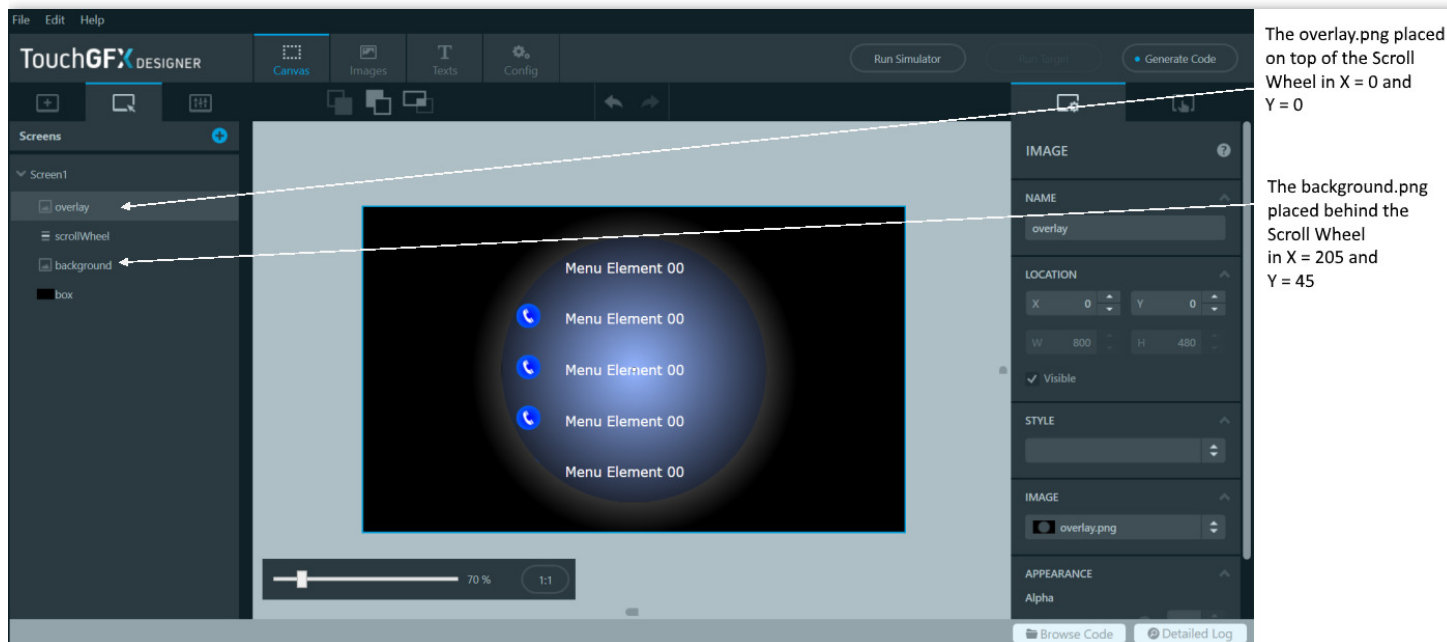 File Edit Help
TouchGFX DESIGNER
Canvas
Images
Texts
Config
Run Simulator
Run Target
Generate Code
Screens
Screen1
overlay
scrollWheel
background
box
Menu Element 00
Menu Element 00
Menu Element 00
Menu Element 00
Menu Element 00
70 %
1:1
IMAGE
NAME
overlay
LOCATION
X 0 Y 0
W 800 H 480
Visible
STYLE
IMAGE
overlay.png
APPEARANCE
Alpha
Browse Code
Detailed Log
The overlay.png placed
on top of the Scroll
Wheel in X = 0 and
Y = 0
The background.png
placed behind the
Scroll Wheel
in X = 205 and
Y = 45